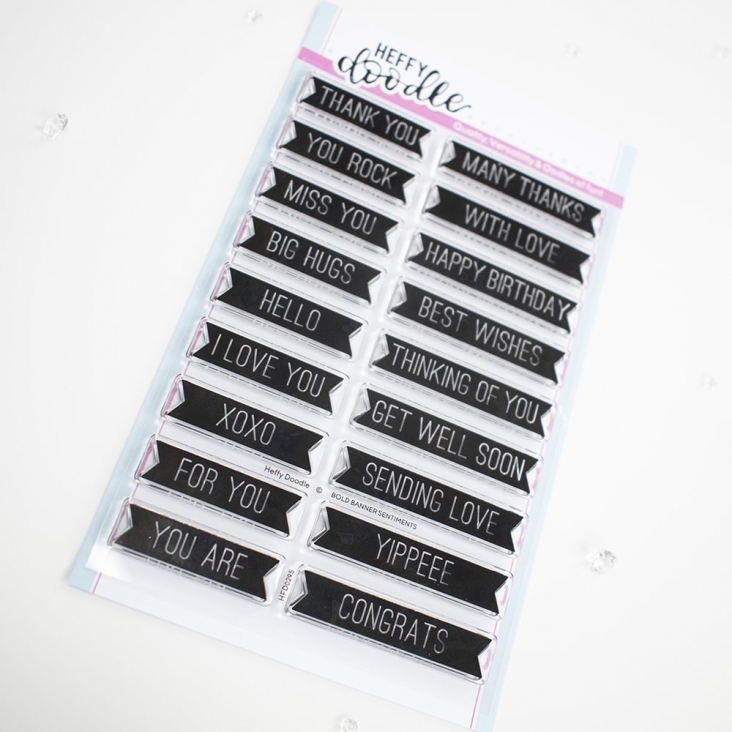 HEFFY
doodle
Quality, Versatility & Oodles of fun!
THANK YOU
YOU ROCK
MISS YOU
BIG HUGS
HELLO
I LOVE YOU
XOXO
FOR YOU
YOU ARE
MANY THANKS
WITH LOVE
HAPPY BIRTHDAY
BEST WISHES
THINKING OF YOU
GET WELL SOON
SENDING LOVE
YIPPEEE
CONGRATS
Heffy Doodle © BOLD BANNER SENTIMENTS
HFD0295